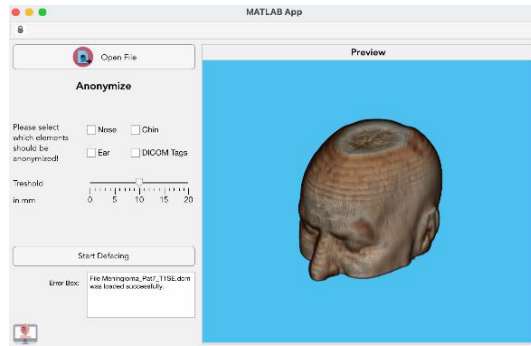 MATLAB App
Open File
Preview
Anonymize
Please select
which elements
should be
anonymized!
Nose
Chin
Ear
DICOM Tags
Treshold
in mm
0 5 10 15 20
Start Defacing
Error Box:
File Meningioma_Pat7_T1SE.dcm
was loaded successfully.